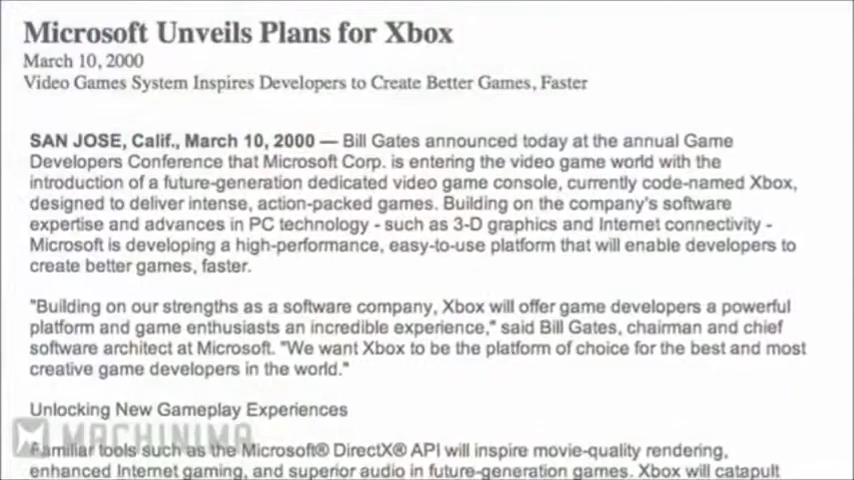 Microsoft Unveils Plans for Xbox
March 10, 2000
Video Games System Inspires Developers to Create Better Games, Faster
SAN JOSE, Calif., March 10, 2000 — Bill Gates announced today at the annual Game
Developers Conference that Microsoft Corp. is entering the video game world with the
introduction of a future-generation dedicated video game console, currently code-named Xbox,
designed to deliver intense, action-packed games. Building on the company's software
expertise and advances in PC technology - such as 3-D graphics and Internet connectivity -
Microsoft is developing a high-performance, easy-to-use platform that will enable developers to
create better games, faster.
"Building on our strengths as a software company, Xbox will offer game developers a powerful
platform and game enthusiasts an incredible experience," said Bill Gates, chairman and chief
software architect at Microsoft. "We want Xbox to be the platform of choice for the best and most
creative game developers in the world."
Unlocking New Gameplay Experiences
MACHINIMA
Familiar tools such as the Microsoft® DirectX® API will inspire movie-quality rendering,
enhanced Internet gaming, and superior audio in future-generation games. Xbox will catapult